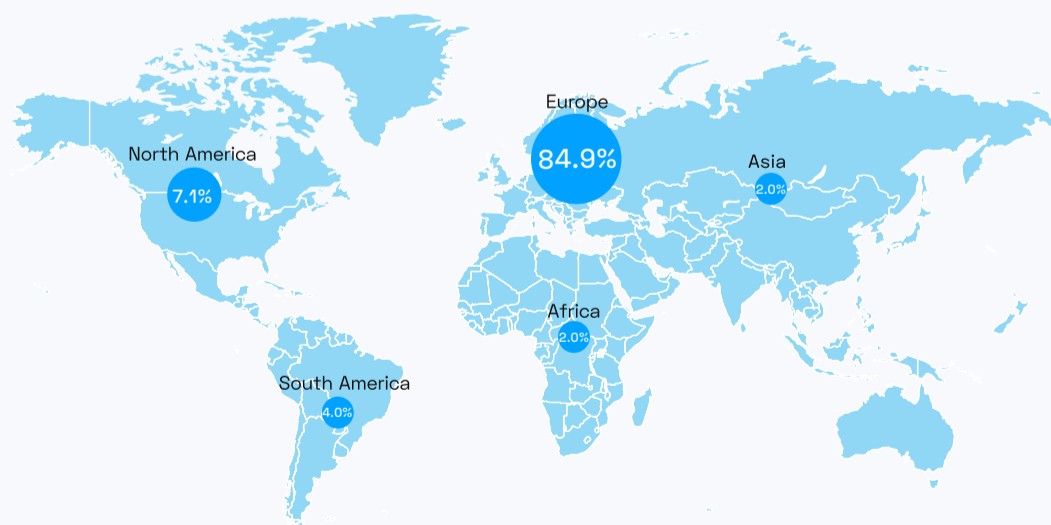 Europe
84.9%
North America
7.1%
Asia
2.0%
Africa
2.0%
South America
4.0%